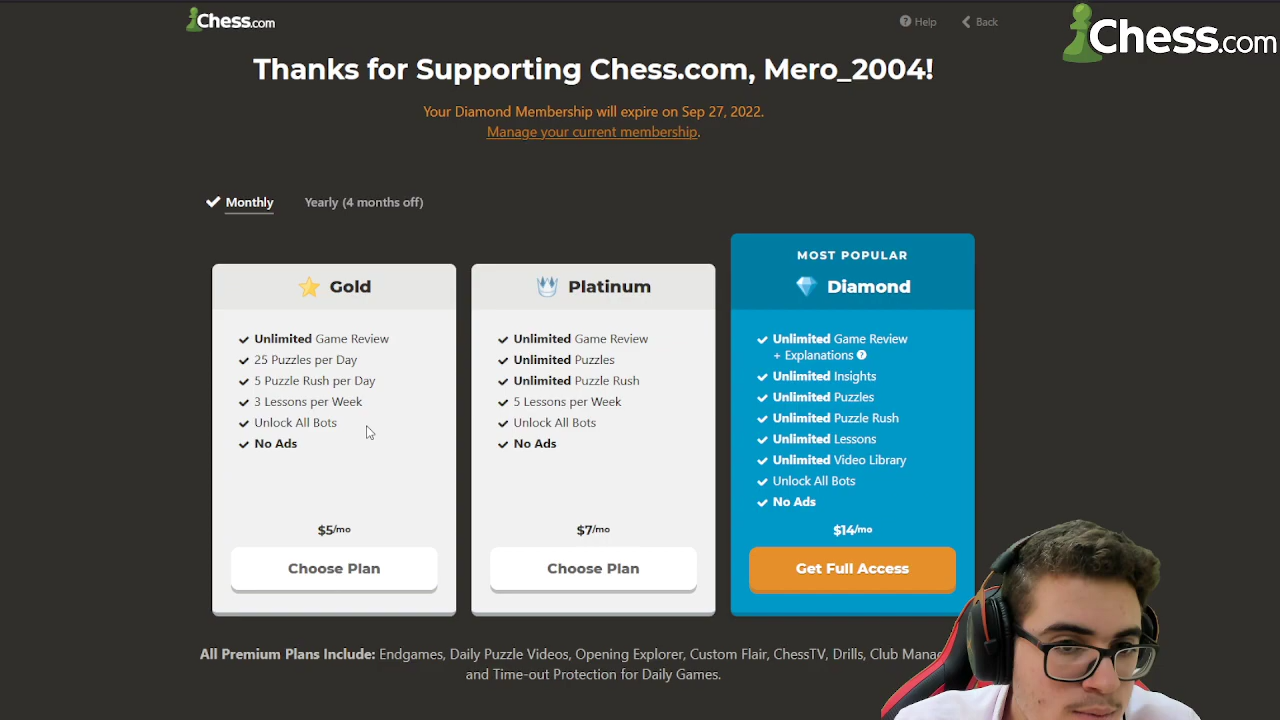 Chess.com
Help
Back
Chess.com
Thanks for Supporting Chess.com, Mero_2004!
Your Diamond Membership will expire on Sep 27, 2022.
Manage your current membership.
Monthly
Yearly (4 months off)
Gold
Unlimited Game Review
25 Puzzles per Day
5 Puzzle Rush per Day
3 Lessons per Week
Unlock All Bots
No Ads
$5/mo
Choose Plan
Platinum
Unlimited Game Review
Unlimited Puzzles
Unlimited Puzzle Rush
5 Lessons per Week
Unlock All Bots
No Ads
$7/mo
Choose Plan
MOST POPULAR
Diamond
Unlimited Game Review
+ Explanations ?
Unlimited Insights
Unlimited Puzzles
Unlimited Puzzle Rush
Unlimited Lessons
Unlimited Video Library
Unlock All Bots
No Ads
$14/mo
Get Full Access
All Premium Plans Include: Endgames, Daily Puzzle Videos, Opening Explorer, Custom Flair, ChessTV, Drills, Club
and Time-out Protection for Daily Games.